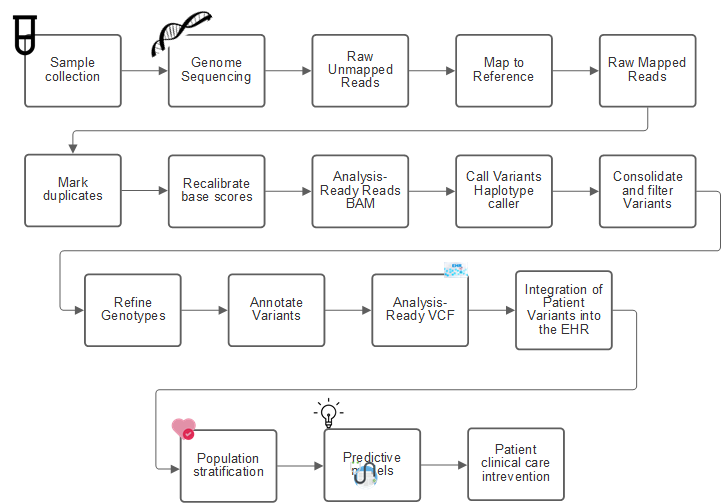 Sample
collection
Genome
Sequencing
Raw
Unmapped
Reads
Map to
Reference
Raw Mapped
Reads
Mark
duplicates
Recalibrate
base scores
Analysis-
Ready Reads
BAM
Call Variants
Haplotype
caller
Consolidate
and filter
Variants
Refine
Genotypes
Annotate
Variants
EHR
Analysis-
Ready VCF
Integration of
Patient
Variants into
the EHR
Population
stratification
Predictive
Patient
clinical care
intrevention